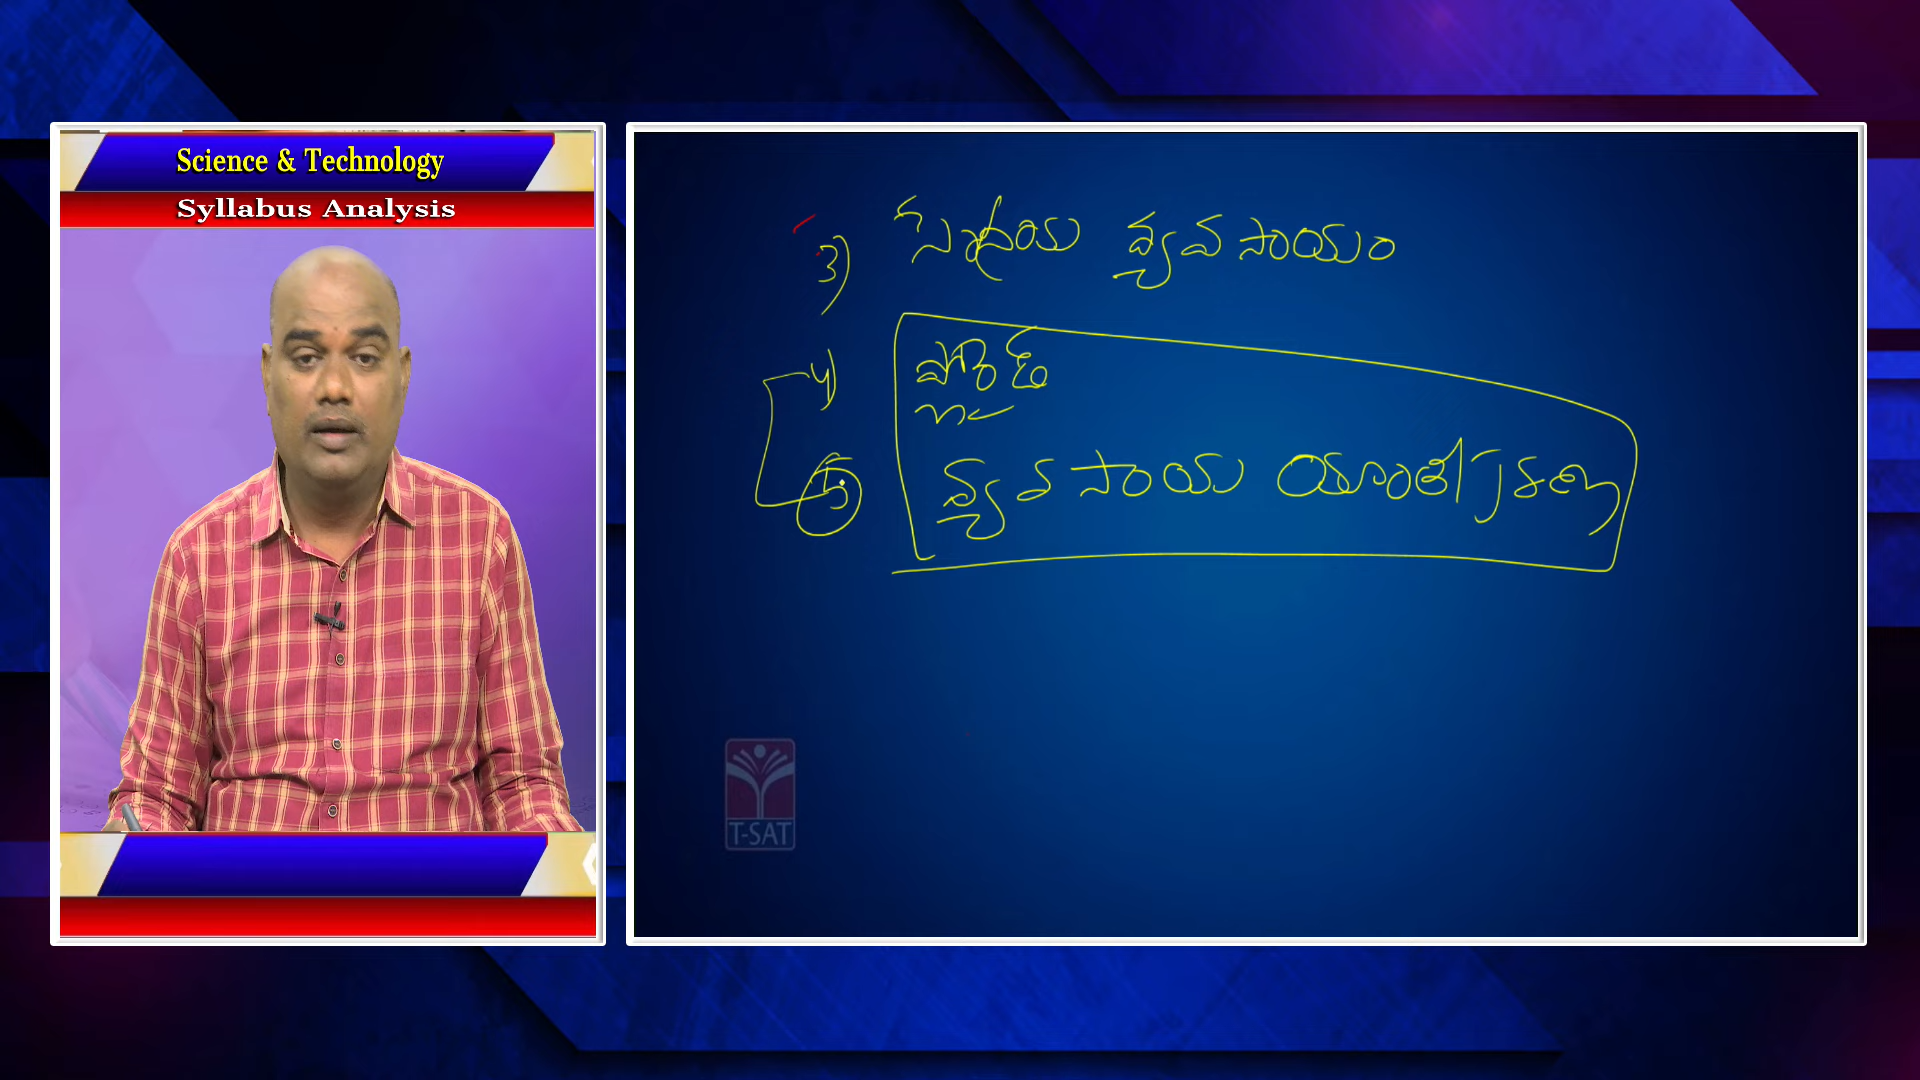 Science & Technology
Syllabus Analysis
3) వ్యవసాయం
4)
5) వ్యవసాయ యాంత్రీకరణ
T-SAT